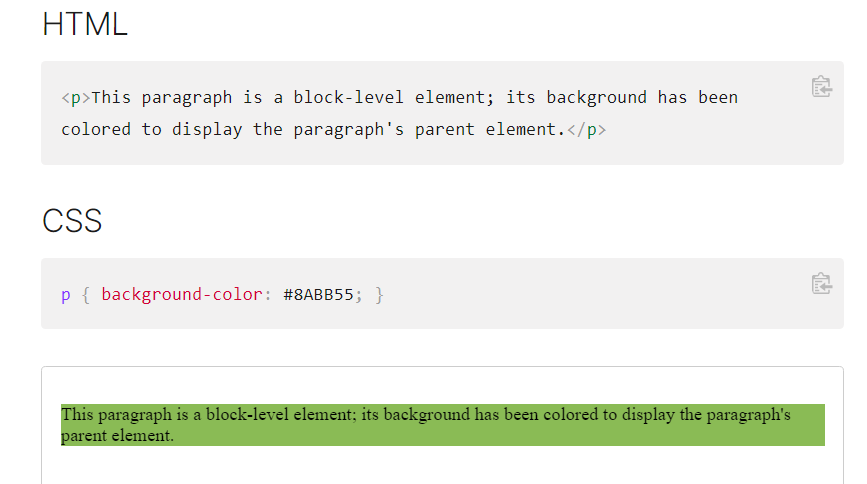 HTML
<p>This paragraph is a block-level element; its background has been
colored to display the paragraph's parent element.</p>
CSS
p { background-color: #8ABB55; }
This paragraph is a block-level element; its background has been colored to display the paragraph's
parent element.